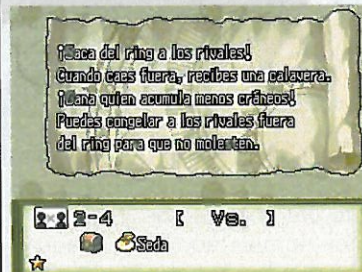 ¡Saca del ring a los rivales!
Cuando caes fuera, recibes una calavera.
¡Gana quien acumula menos cráneos!
Puedes congelar a los rivales fuera
del ring para que no molesten.
2-4 [ Vs. ]
Seda